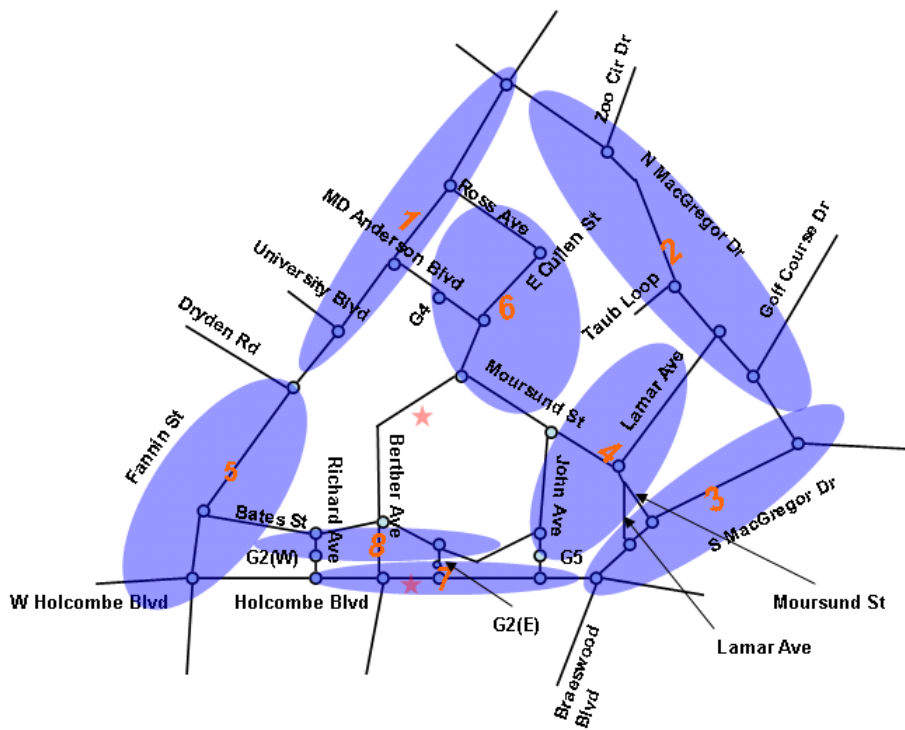 Zoo Cir Dr
N MacGregor Dr
Ross Ave
MD Anderson Blvd
1
E Cullen St
2
Golf Course Dr
University Blvd
G4
6
Taub Loop
Dryden Rd
Moursund St
Lamar Ave
Fannin St
5
Richard Ave
Bertber Ave
4
John Ave
3
S MacGregor Dr
Bates St
8
G2(W)
G5
7
W Holcombe Blvd
Holcombe Blvd
Moursund St
G2(E)
Lamar Ave
Braeswood
Blvd